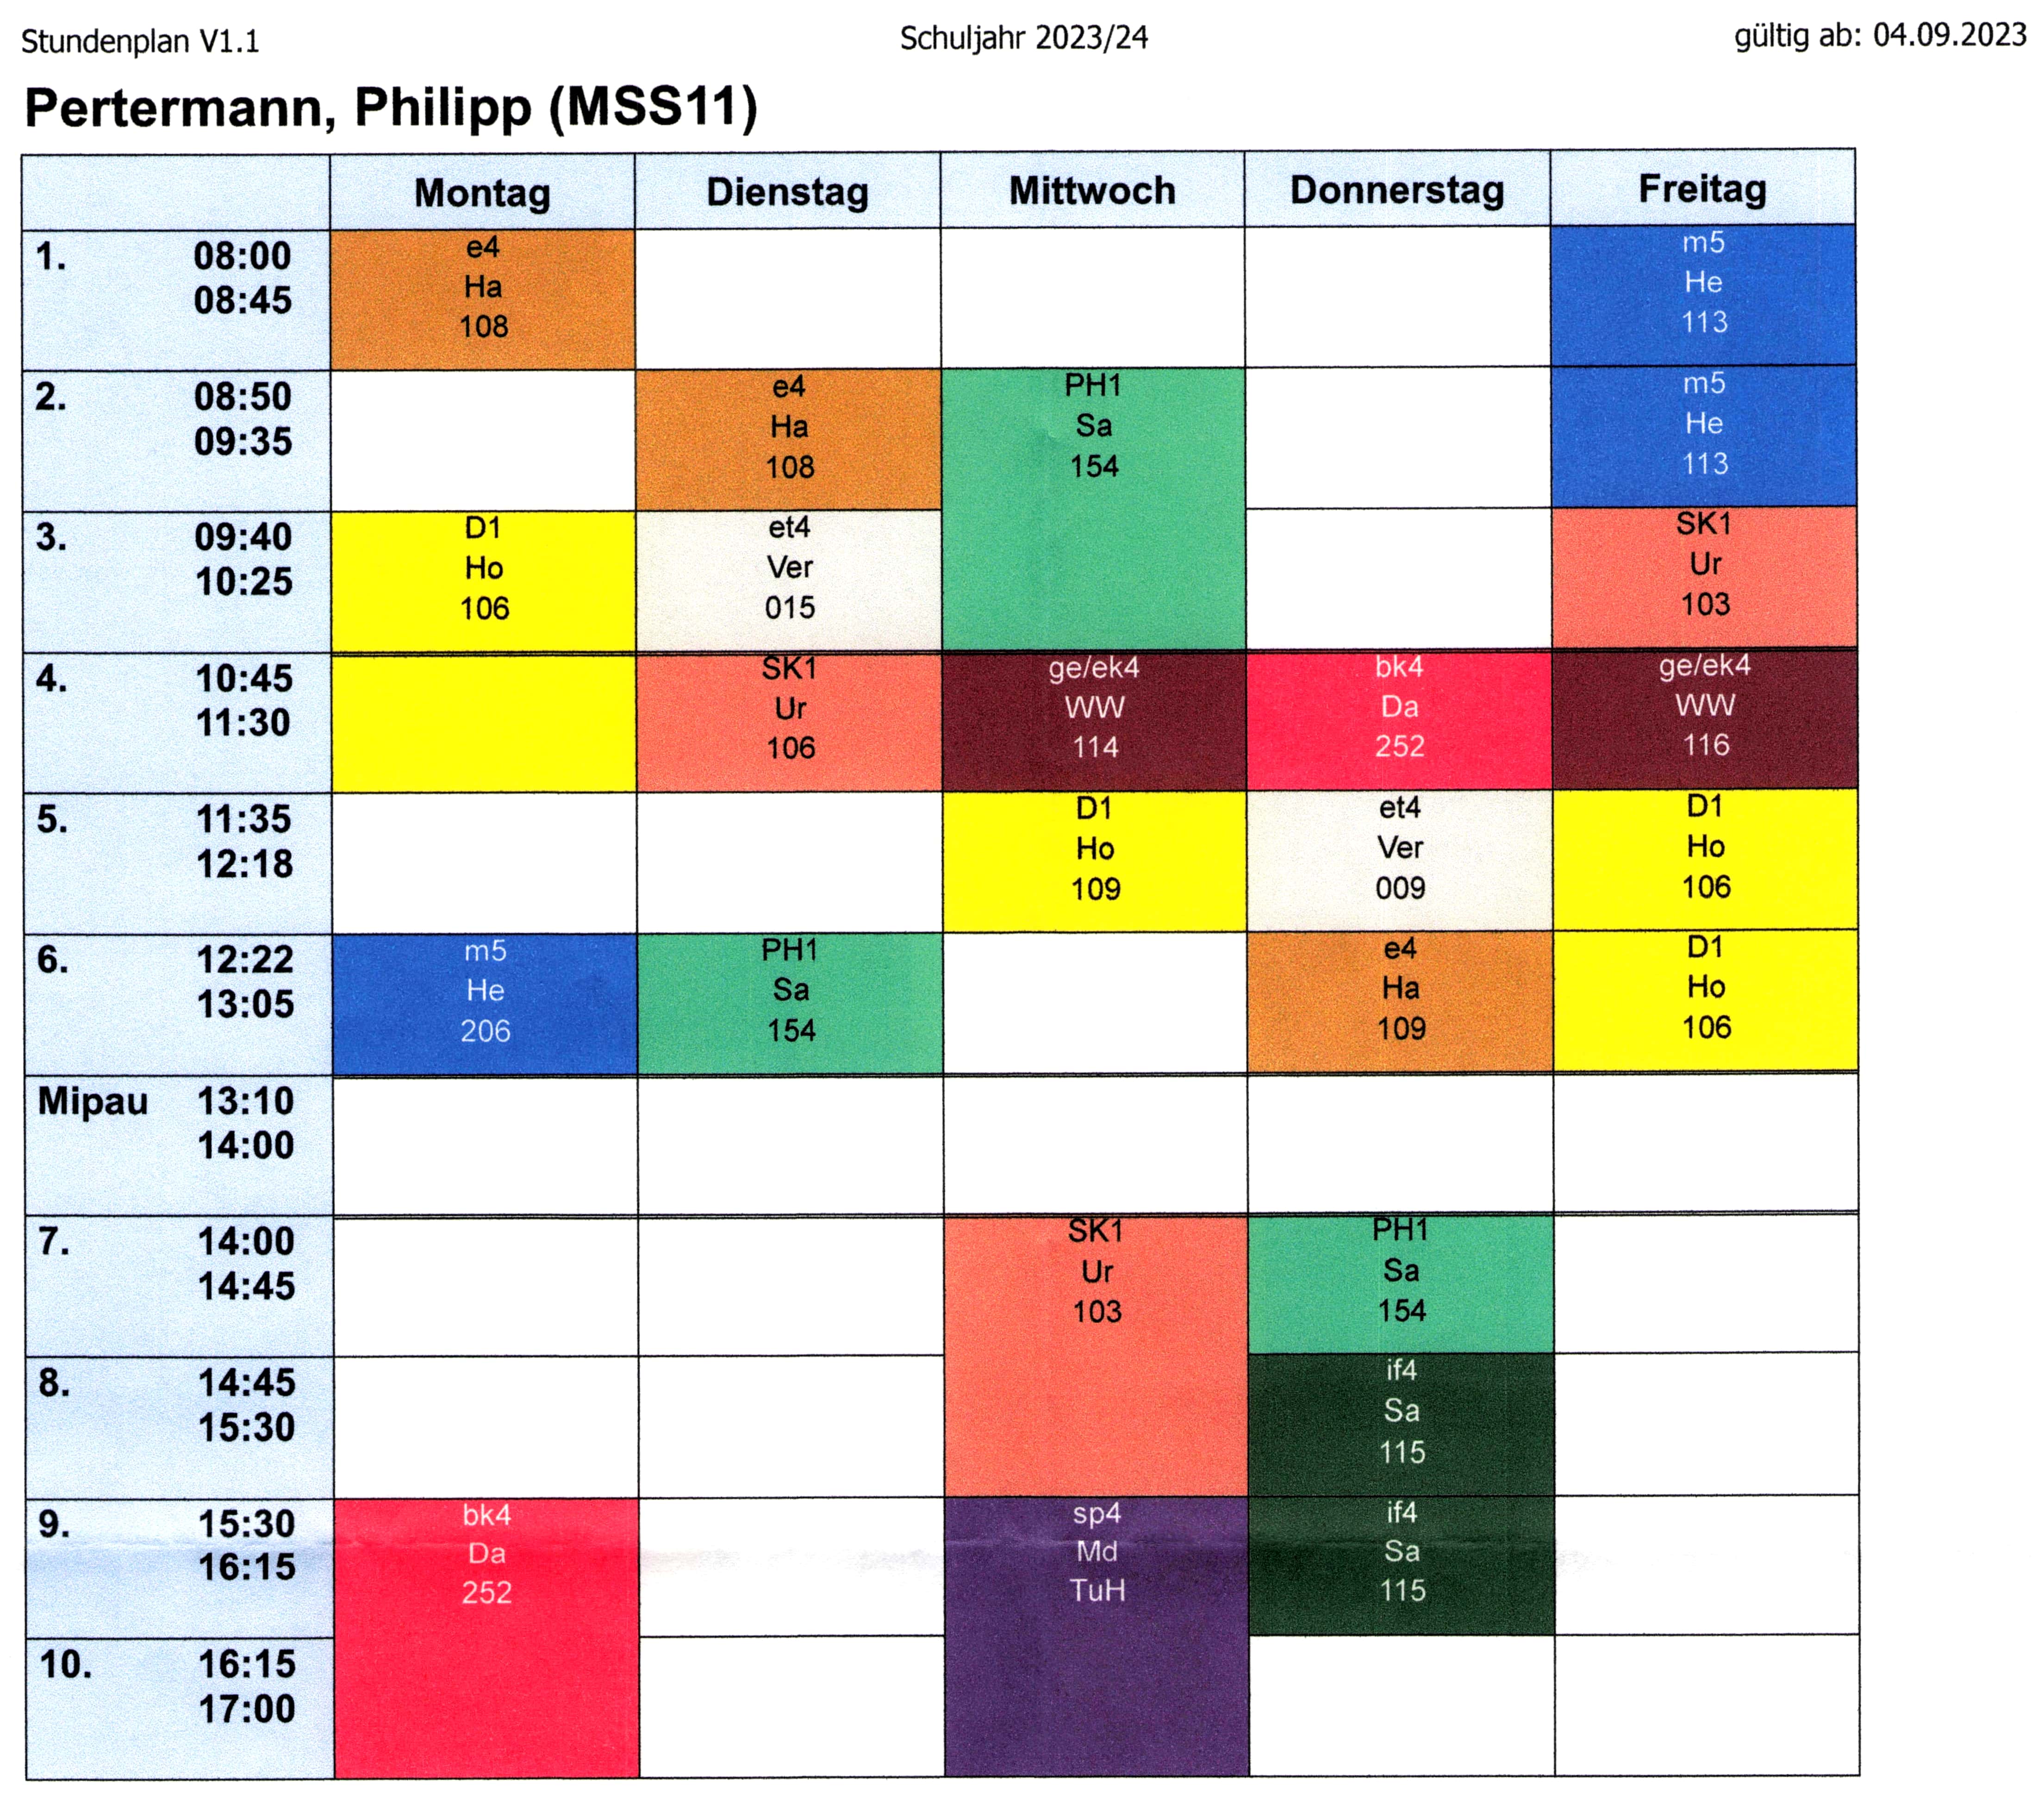 Stundenplan V1.1 Schuljahr 2023/24 gültig ab: 04.09.2023
Pertermann, Philipp (MSS11)
Montag Dienstag Mittwoch Donnerstag Freitag
1. 08:00 e4 m5
08:45 Ha He
108 113
2. 08:50 e4 PH1 m5
09:35 Ha Sa He
108 154 113
3. 09:40 D1 et4 SK1
10:25 Ho Ver Ur
106 015 103
4. 10:45 SK1 ge/ek4 bk4 ge/ek4
11:30 Ur WW Da WW
106 114 252 116
5. 11:35 D1 et4 D1
12:18 Ho Ver Ho
109 009 106
6. 12:22 m5 PH1 e4 D1
13:05 He Sa Ha Ho
206 154 109 106
Mipau 13:10
14:00
7. 14:00 SK1 PH1
14:45 Ur Sa
103 154
8. 14:45 if4
15:30 Sa
115
9. 15:30 bk4 sp4 if4
16:15 Da Md Sa
252 TuH 115
10. 16:15
17:00